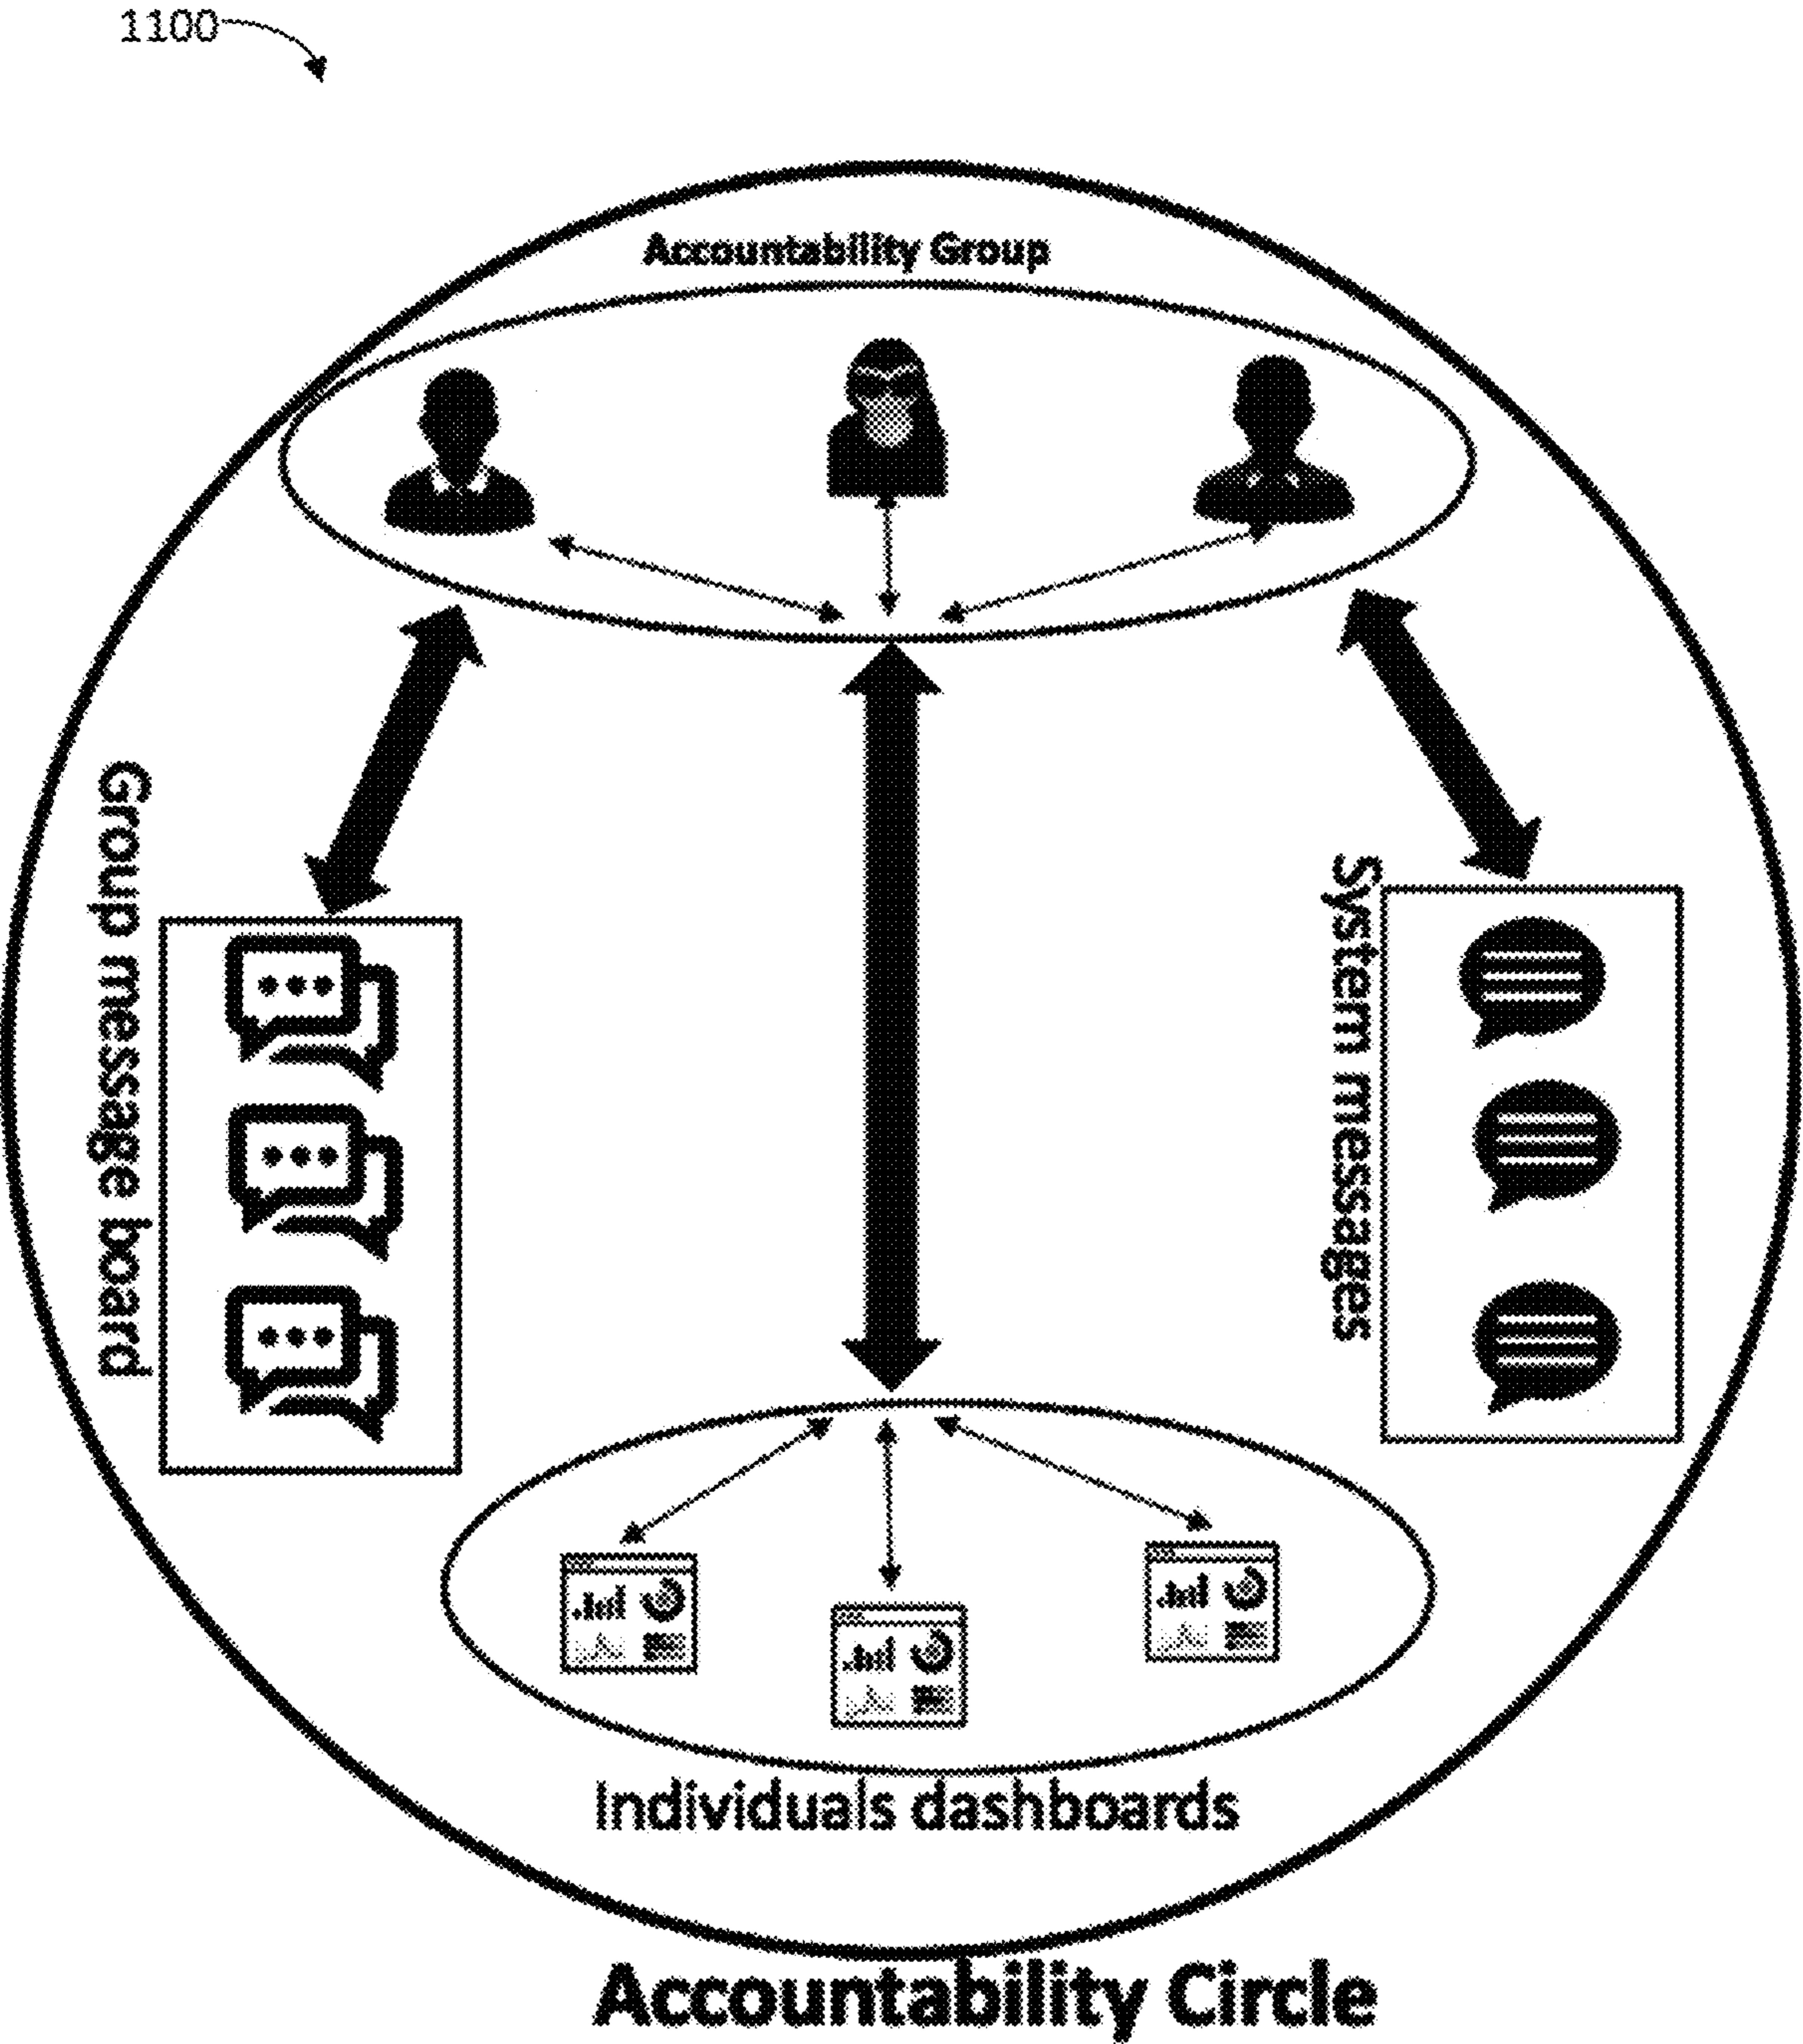 1100
Accountability Group
Group message board
System messages
Individuals dashboards
Accountability Circle